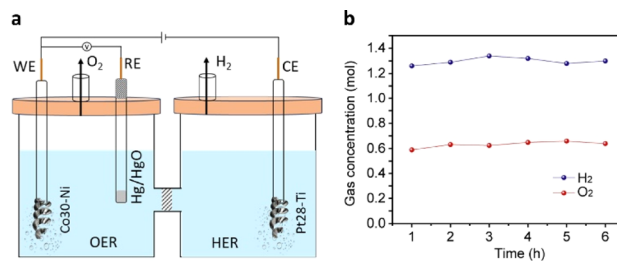 a
V
WE
O2
RE
H2
CE
Hg/HgO
Co30-Ni
Pt28-Ti
OER
HER
b
Gas concentration (mol)
1.4
1.2
1.0
0.8
0.6
0.4
0.2
0.0
H2
O2
1 2 3 4 5 6
Time (h)